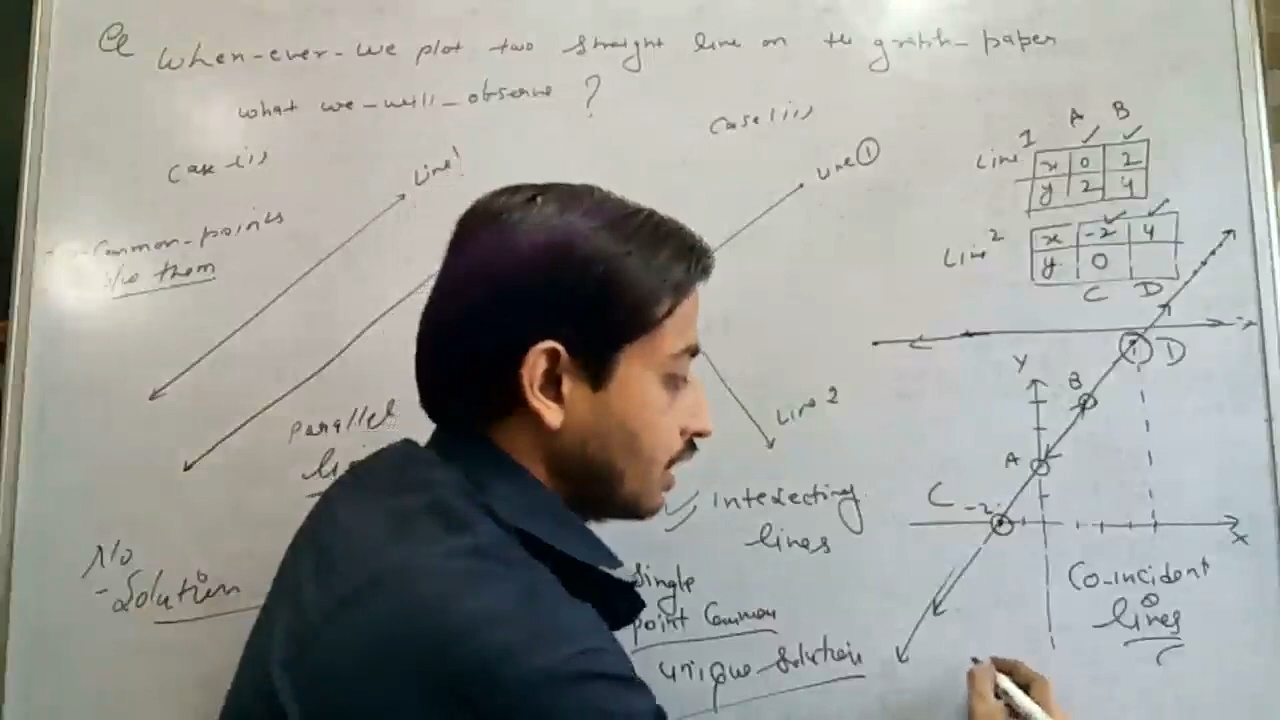 Q When-ever-we plot two straight line on the graph-paper
what we-will-observe ?
Case (i)
Line 1
Common-points
b/w them
Parallel
No
-Solution
Case (ii)
Line ①
Line 2
Intersecting
lines
Single
point Common
unique-Solution
A B
Line 1
x 0 2
y 2 4
Line 2
x -2 4
y 0
C D
D
Y
B
A
C -2
X
Co-incident
lines